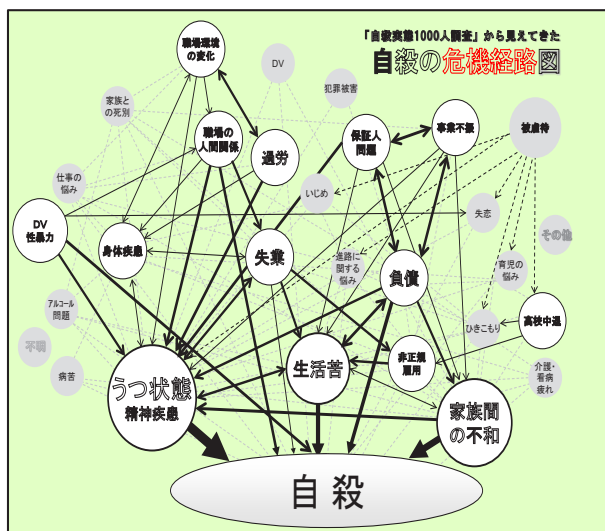 「自殺実態1000人調査」から見えてきた
自殺の危機経路図
職場環境
の変化
DV
犯罪被害
家族と
の死別
職場の
人間関係
過労
保証人
問題
事業不振
被虐待
仕事の
悩み
いじめ
失恋
DV
性暴力
身体疾患
失業
進路に
関する
悩み
負債
育児の
悩み
その他
アルコール
問題
ひきこもり
高校中退
不明
病苦
うつ状態
精神疾患
生活苦
非正規
雇用
家族間
の不和
介護・
看病
疲れ
自殺